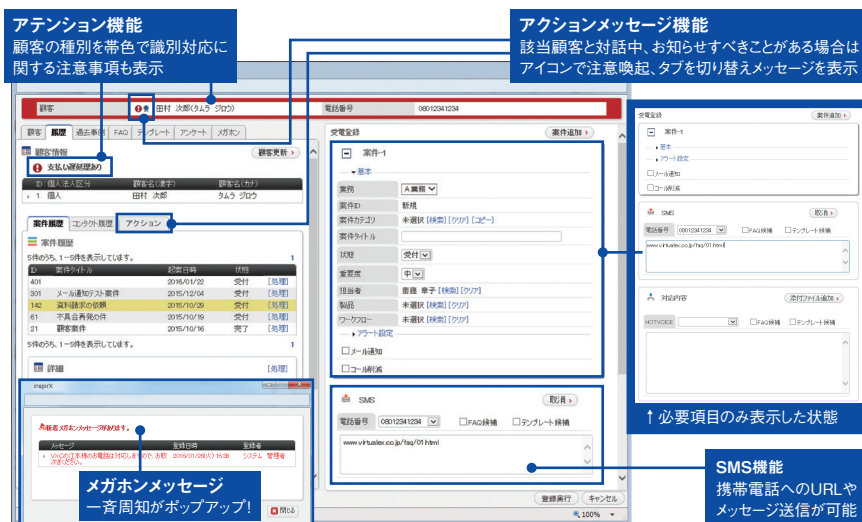 アテンション機能
顧客の種別を帯色で識別対応に
関する注意事項も表示
アクションメッセージ機能
該当顧客と対話中、お知らせすべきことがある場合は
アイコンで注意喚起、タブを切り替えメッセージを表示
顧客 田村 次郎(タムラ ジロウ) 電話番号 08012341234
顧客 履歴 過去事例 FAQ テンプレート アンケート メガホン
顧客情報 顧客更新
支払い遅延歴あり
ID 個人法人区分 顧客名(漢字) 顧客名(カナ)
1 個人 田村 次郎 タムラ ジロウ
案件履歴 コンタクト履歴 アクション
案件履歴
5件のうち、1-5件を表示しています。 1
ID 案件タイトル 起案日時 状態
401 2016/01/22 受付 [処理]
301 メール通知テスト案件 2015/12/04 受付 [処理]
142 資料請求の依頼 2015/10/29 受付 [処理]
61 不具合再発の件 2015/10/19 受付 [処理]
21 顧客案件 2015/10/16 完了 [処理]
5件のうち、1-5件を表示しています。 1
詳細 [処理]
inspirX
新着メガホンメッセージがあります。
メッセージ 登録日時 登録者
2016/01/26(火) 16:38 システム 管理者
閉じる
メガホンメッセージ
一斉周知がポップアップ!
受電登録 案件追加
案件-1
基本
業務 A業務
案件ID 新規
案件カテゴリ 未選択 [検索] [クリア] [コピー]
案件タイトル
状態 受付
重要度 中
担当者 齋藤 章子 [検索] [クリア]
製品 未選択 [検索] [クリア]
ワークフロー 未選択 [検索] [クリア]
アラート設定
メール通知
コール削減
SMS 取消
電話番号 08012341234 FAQ候補 テンプレート候補
www.virtualex.co.jp/faq/01.html
登録実行 キャンセル
100%
受電登録 案件追加
案件-1
基本
アラート設定
メール通知
コール削減
SMS 取消
電話番号 08012341234 FAQ候補 テンプレート候補
www.virtualex.co.jp/faq/01.html
対応内容 添付ファイル追加
HOTVOICE FAQ候補 テンプレート候補
↑必要項目のみ表示した状態
SMS機能
携帯電話へのURLや
メッセージ送信が可能